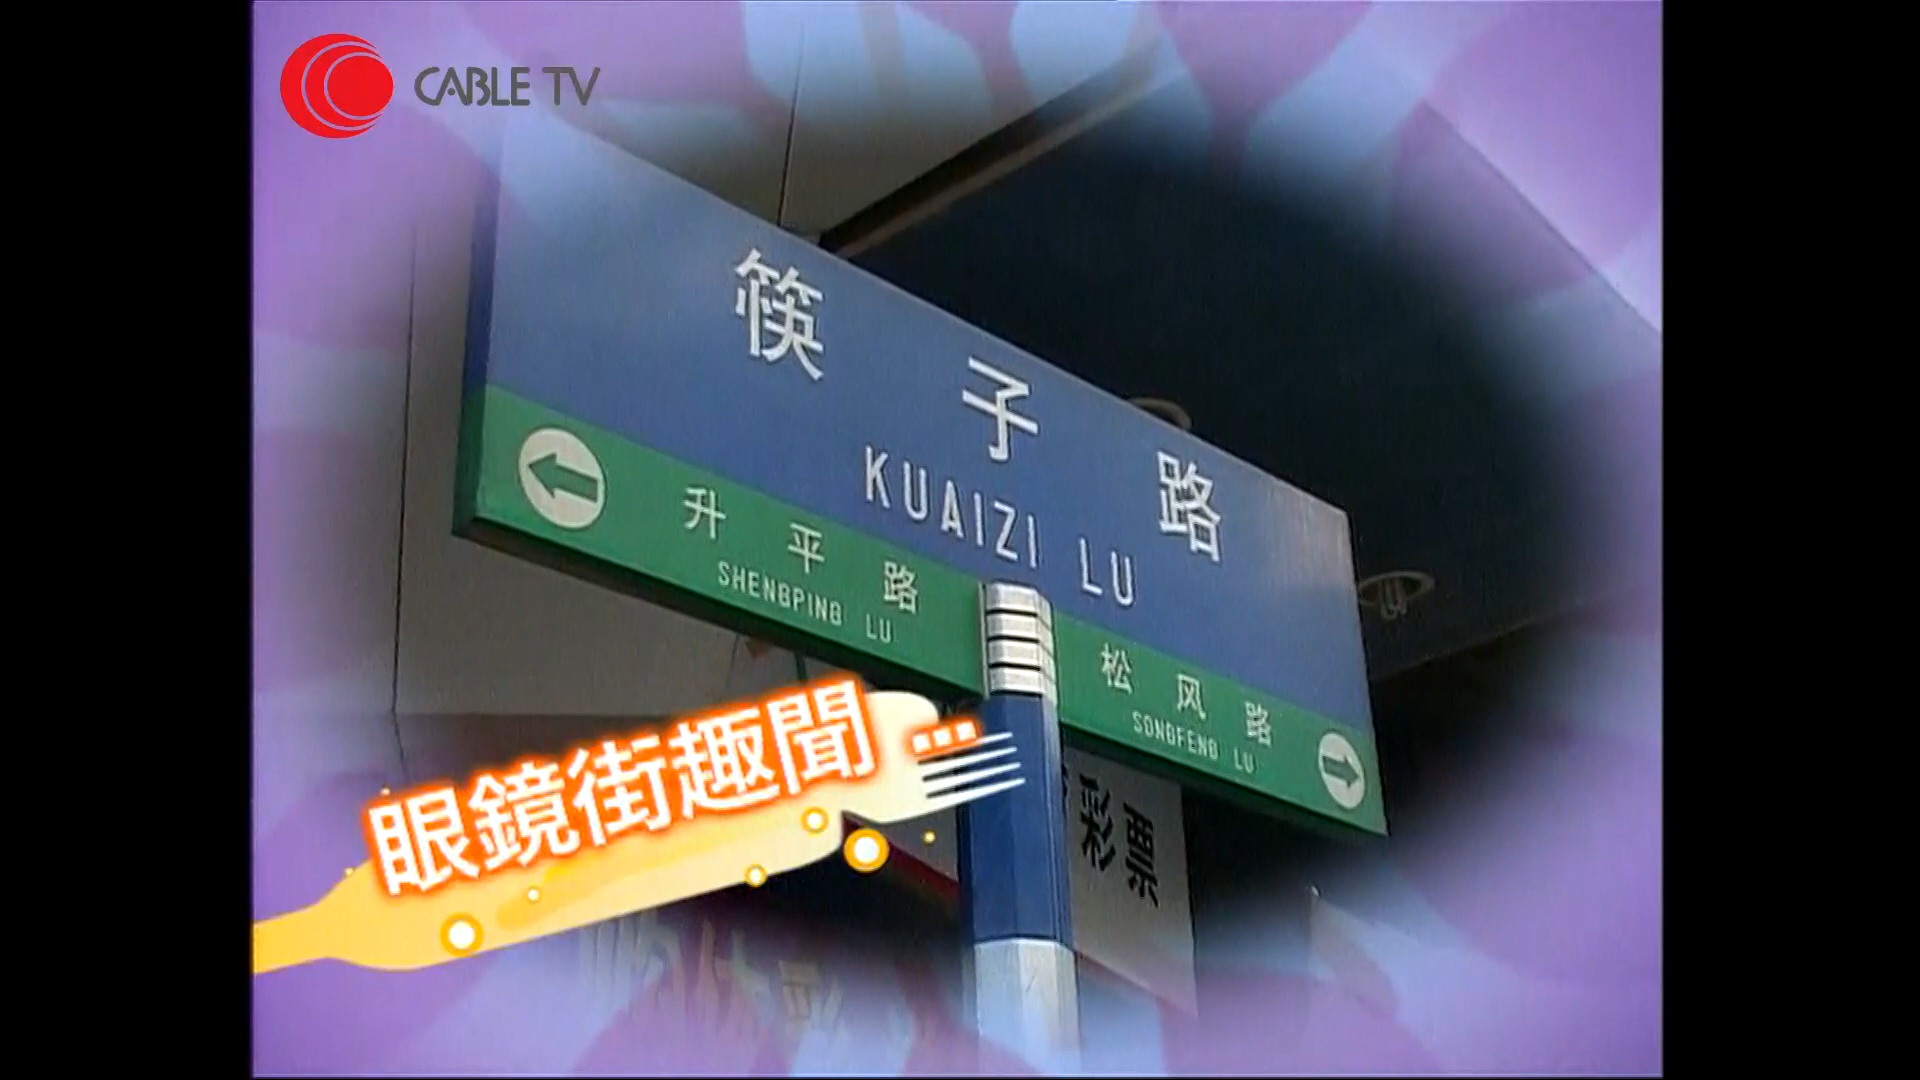 CABLE TV
筷子路
KUAIZI LU
升平路
SHENGPING LU
松风路
SONGFENG LU
眼鏡街趣聞...
彩票